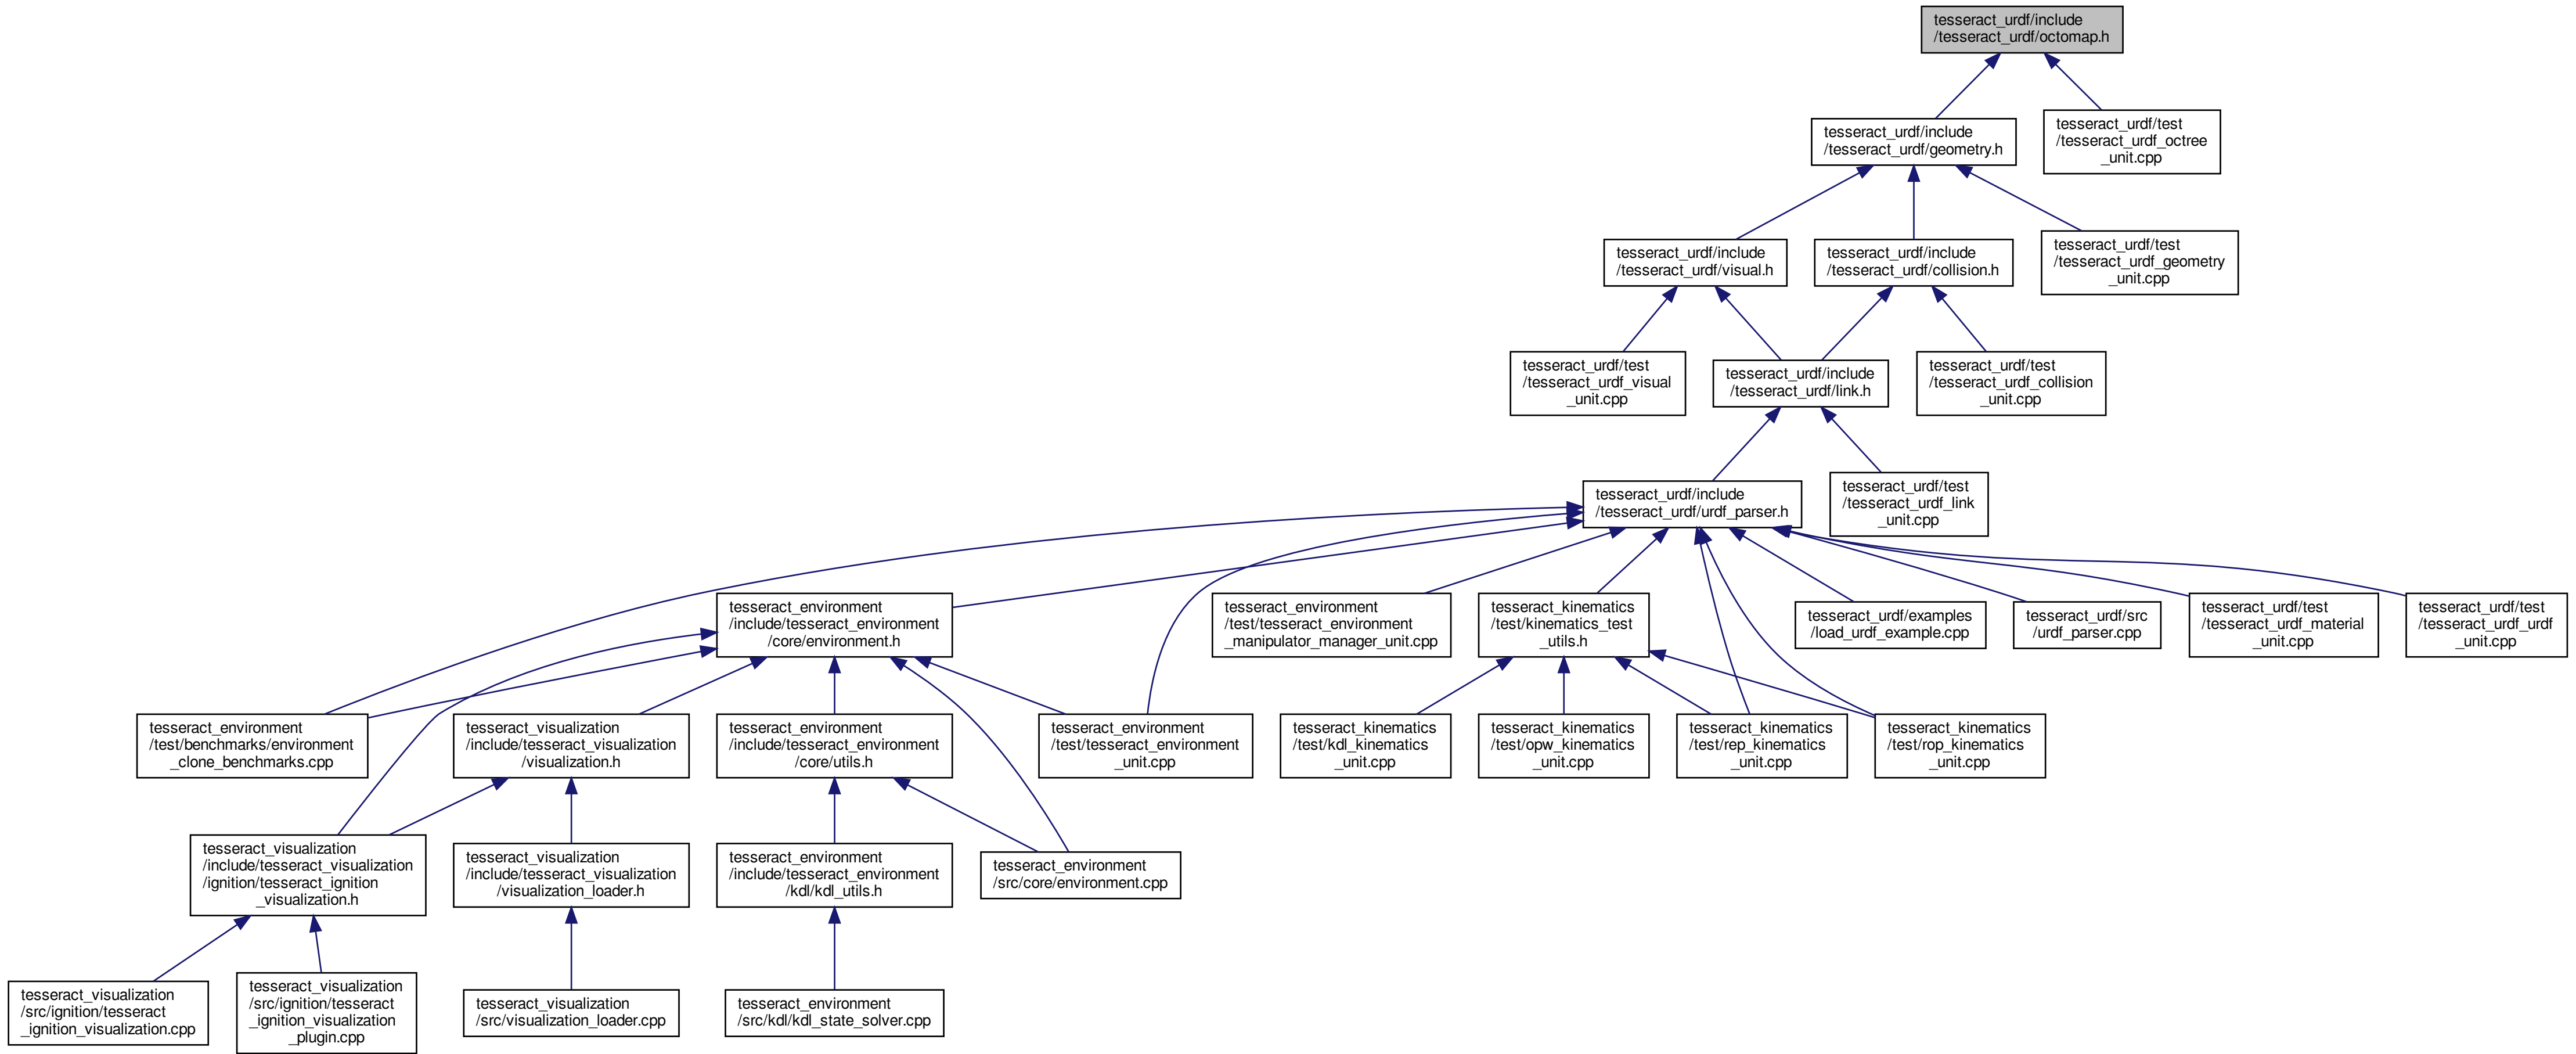 tesseract_urdf/include
/tesseract_urdf/octomap.h
tesseract_urdf/include
/tesseract_urdf/geometry.h
tesseract_urdf/test
/tesseract_urdf_octree
_unit.cpp
tesseract_urdf/include
/tesseract_urdf/visual.h
tesseract_urdf/include
/tesseract_urdf/collision.h
tesseract_urdf/test
/tesseract_urdf_geometry
_unit.cpp
tesseract_urdf/test
/tesseract_urdf_visual
_unit.cpp
tesseract_urdf/include
/tesseract_urdf/link.h
tesseract_urdf/test
/tesseract_urdf_collision
_unit.cpp
tesseract_urdf/include
/tesseract_urdf/urdf_parser.h
tesseract_urdf/test
/tesseract_urdf_link
_unit.cpp
tesseract_environment
/include/tesseract_environment
/core/environment.h
tesseract_environment
/test/tesseract_environment
_manipulator_manager_unit.cpp
tesseract_kinematics
/test/kinematics_test
_utils.h
tesseract_urdf/examples
/load_urdf_example.cpp
tesseract_urdf/src
/urdf_parser.cpp
tesseract_urdf/test
/tesseract_urdf_material
_unit.cpp
tesseract_urdf/test
/tesseract_urdf_urdf
_unit.cpp
tesseract_environment
/test/benchmarks/environment
_clone_benchmarks.cpp
tesseract_visualization
/include/tesseract_visualization
/visualization.h
tesseract_environment
/include/tesseract_environment
/core/utils.h
tesseract_environment
/test/tesseract_environment
_unit.cpp
tesseract_kinematics
/test/kdl_kinematics
_unit.cpp
tesseract_kinematics
/test/opw_kinematics
_unit.cpp
tesseract_kinematics
/test/rep_kinematics
_unit.cpp
tesseract_kinematics
/test/rop_kinematics
_unit.cpp
tesseract_visualization
/include/tesseract_visualization
/ignition/tesseract_ignition
_visualization.h
tesseract_visualization
/include/tesseract_visualization
/visualization_loader.h
tesseract_environment
/include/tesseract_environment
/kdl/kdl_utils.h
tesseract_environment
/src/core/environment.cpp
tesseract_visualization
/src/ignition/tesseract
_ignition_visualization.cpp
tesseract_visualization
/src/ignition/tesseract
_ignition_visualization
_plugin.cpp
tesseract_visualization
/src/visualization_loader.cpp
tesseract_environment
/src/kdl/kdl_state_solver.cpp